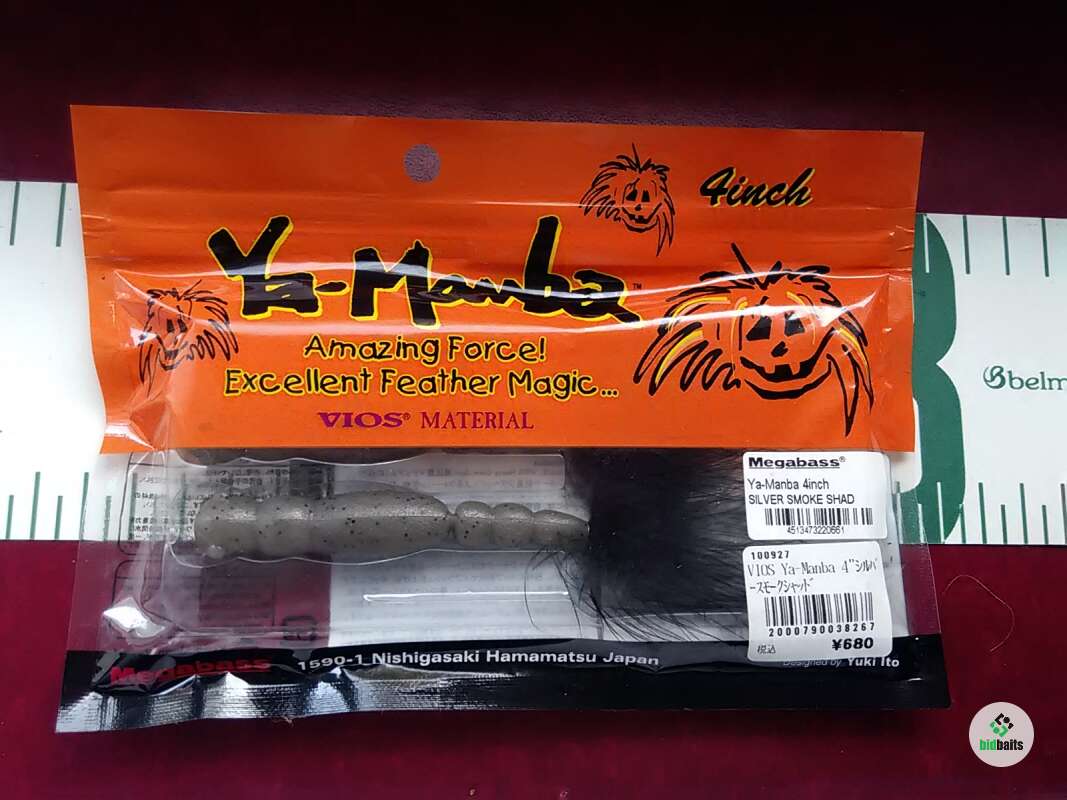 4inch
Ya-Manba™
Amazing Force!
Excellent Feather Magic...
VIOS® MATERIAL
belm
Megabass®
Ya-Manba 4inch
SILVER SMOKE SHAD
4513473220661
100927
VIOS Ya-Manba 4"ｼﾙﾊﾞ
ｰｽﾓｰｸｼｬｯﾄﾞ
2000790038267
税込 ¥680
Megabass 1590-1 Nishigasaki Hamamatsu Japan
Designed by Yuki Ito
bidbaits